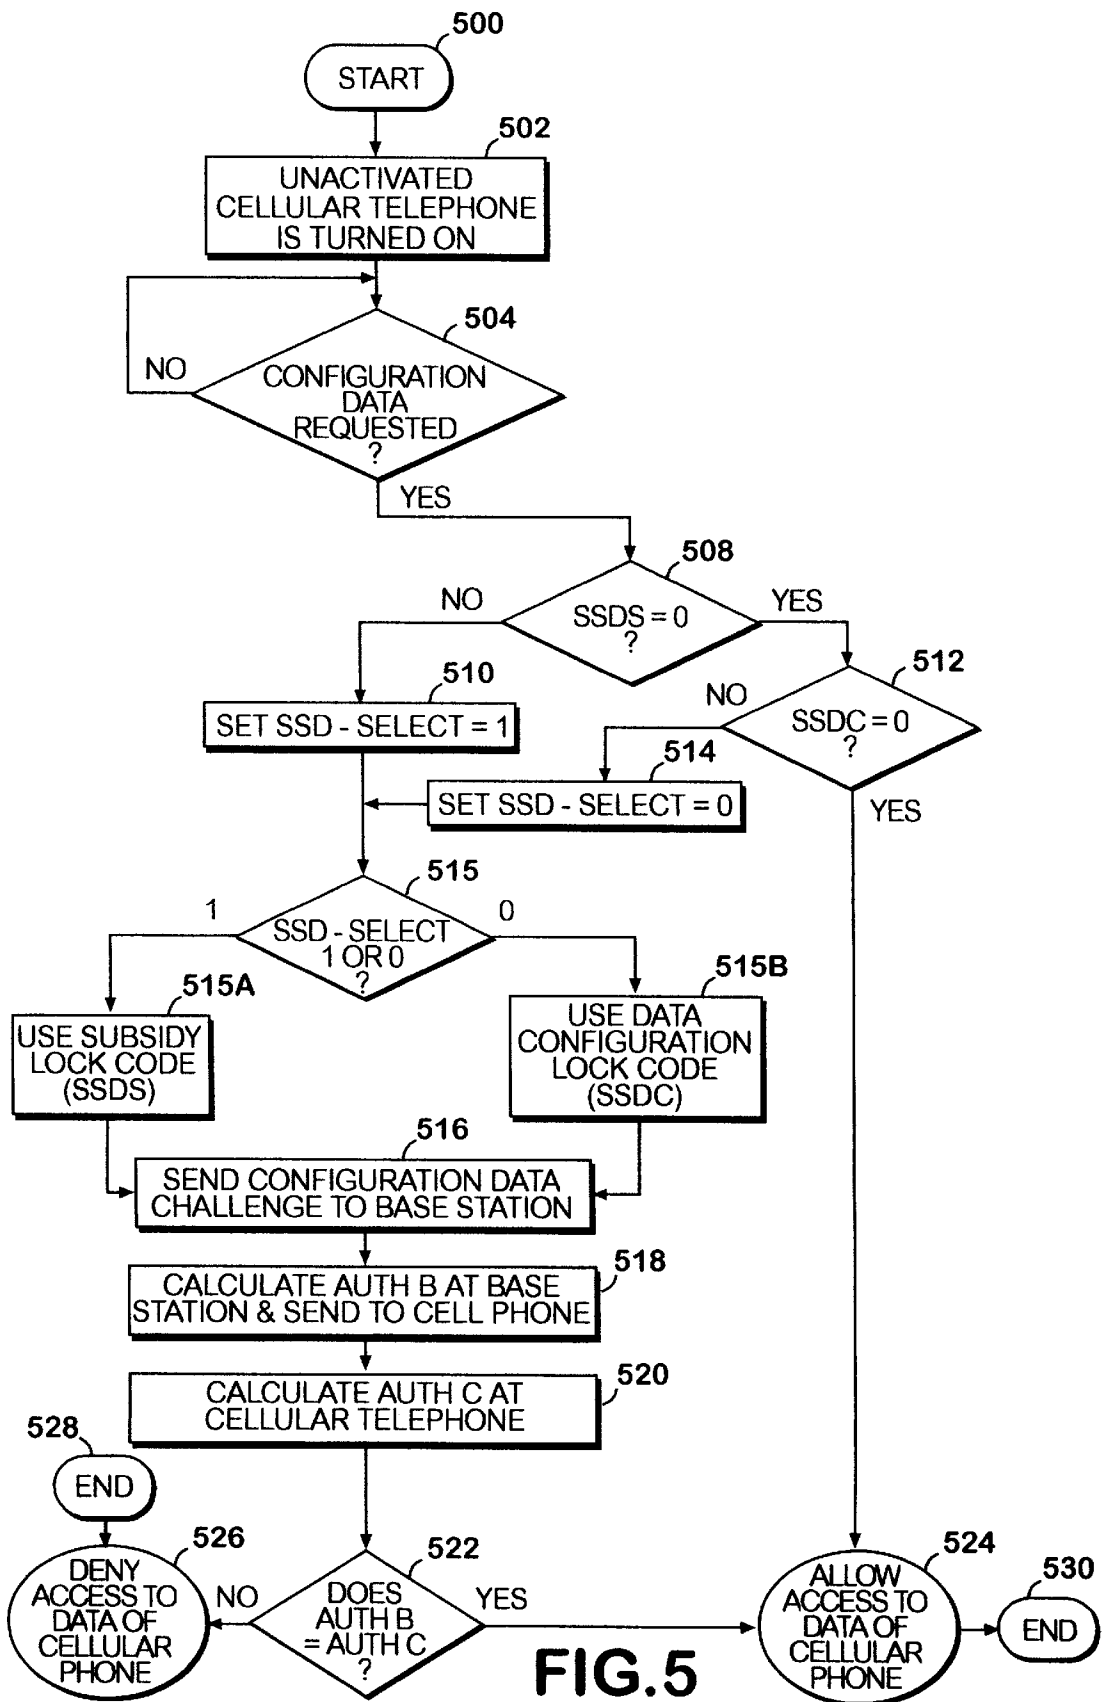 500
START
502
UNACTIVATED
CELLULAR TELEPHONE
IS TURNED ON
504
NO
CONFIGURATION
DATA
REQUESTED
?
YES
508
NO
SSDS = 0
?
YES
510
SET SSD - SELECT = 1
512
NO
SSDC = 0
?
YES
514
SET SSD - SELECT = 0
515
1
SSD - SELECT
1 OR 0
?
0
515A
USE SUBSIDY
LOCK CODE
(SSDS)
515B
USE DATA
CONFIGURATION
LOCK CODE
(SSDC)
516
SEND CONFIGURATION DATA
CHALLENGE TO BASE STATION
518
CALCULATE AUTH B AT BASE
STATION & SEND TO CELL PHONE
520
CALCULATE AUTH C AT
CELLULAR TELEPHONE
528
END
526
DENY
ACCESS TO
DATA OF
CELLULAR
PHONE
NO
522
DOES
AUTH B
= AUTH C
?
YES
524
ALLOW
ACCESS TO
DATA OF
CELLULAR
PHONE
530
END
FIG.5